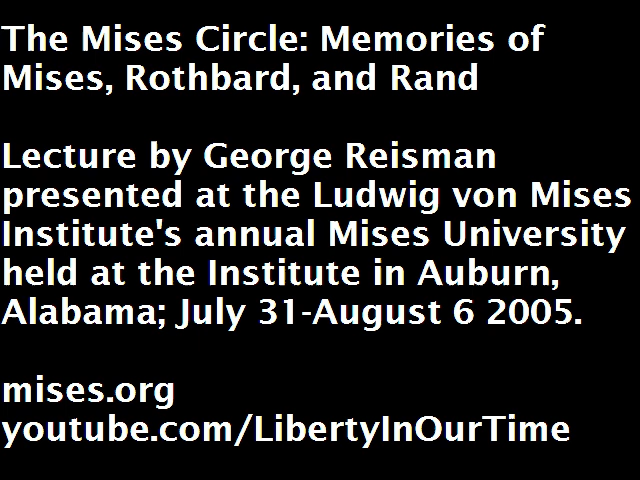 The Mises Circle: Memories of
Mises, Rothbard, and Rand
Lecture by George Reisman
presented at the Ludwig von Mises
Institute's annual Mises University
held at the Institute in Auburn,
Alabama; July 31-August 6 2005.
mises.org
youtube.com/LibertyInOurTime